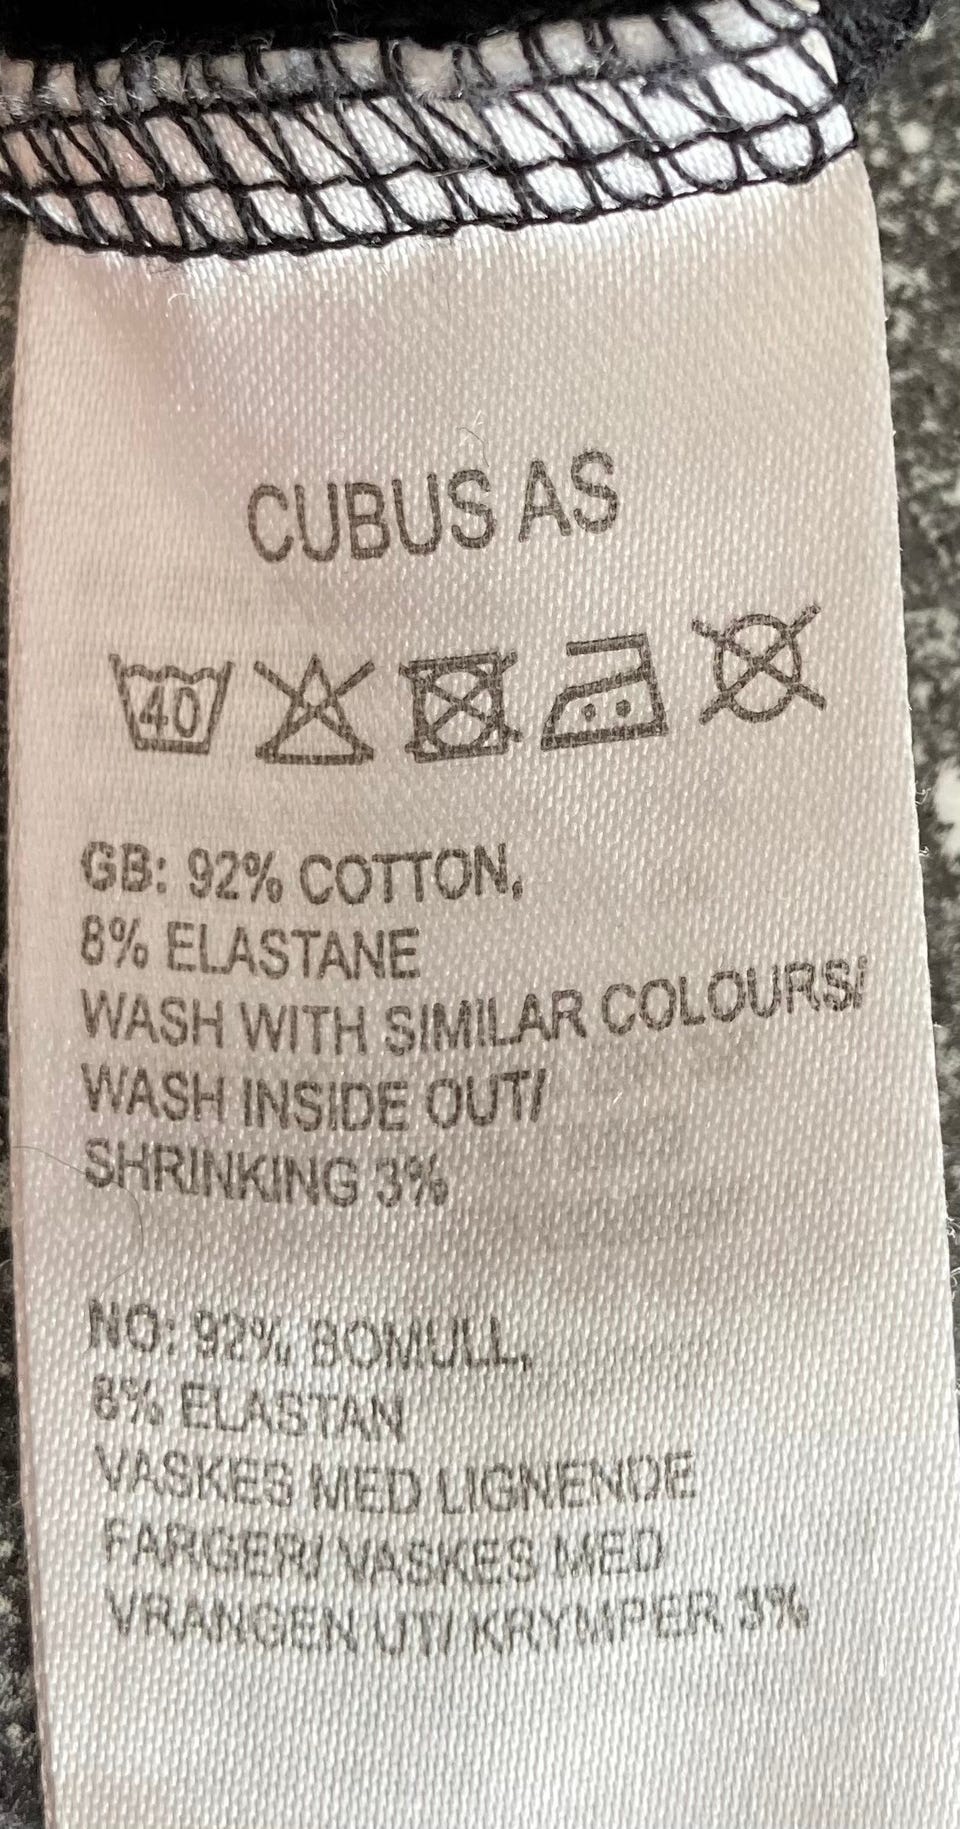 CUBUS AS
40
GB: 92% COTTON,
8% ELASTANE
WASH WITH SIMILAR COLOURS/
WASH INSIDE OUT/
SHRINKING 3%
NO: 92% BOMULL,
8% ELASTAN
VASKES MED LIGNENDE
FARGER/ VASKES MED
VRANGEN UT/ KRYMPER 3%